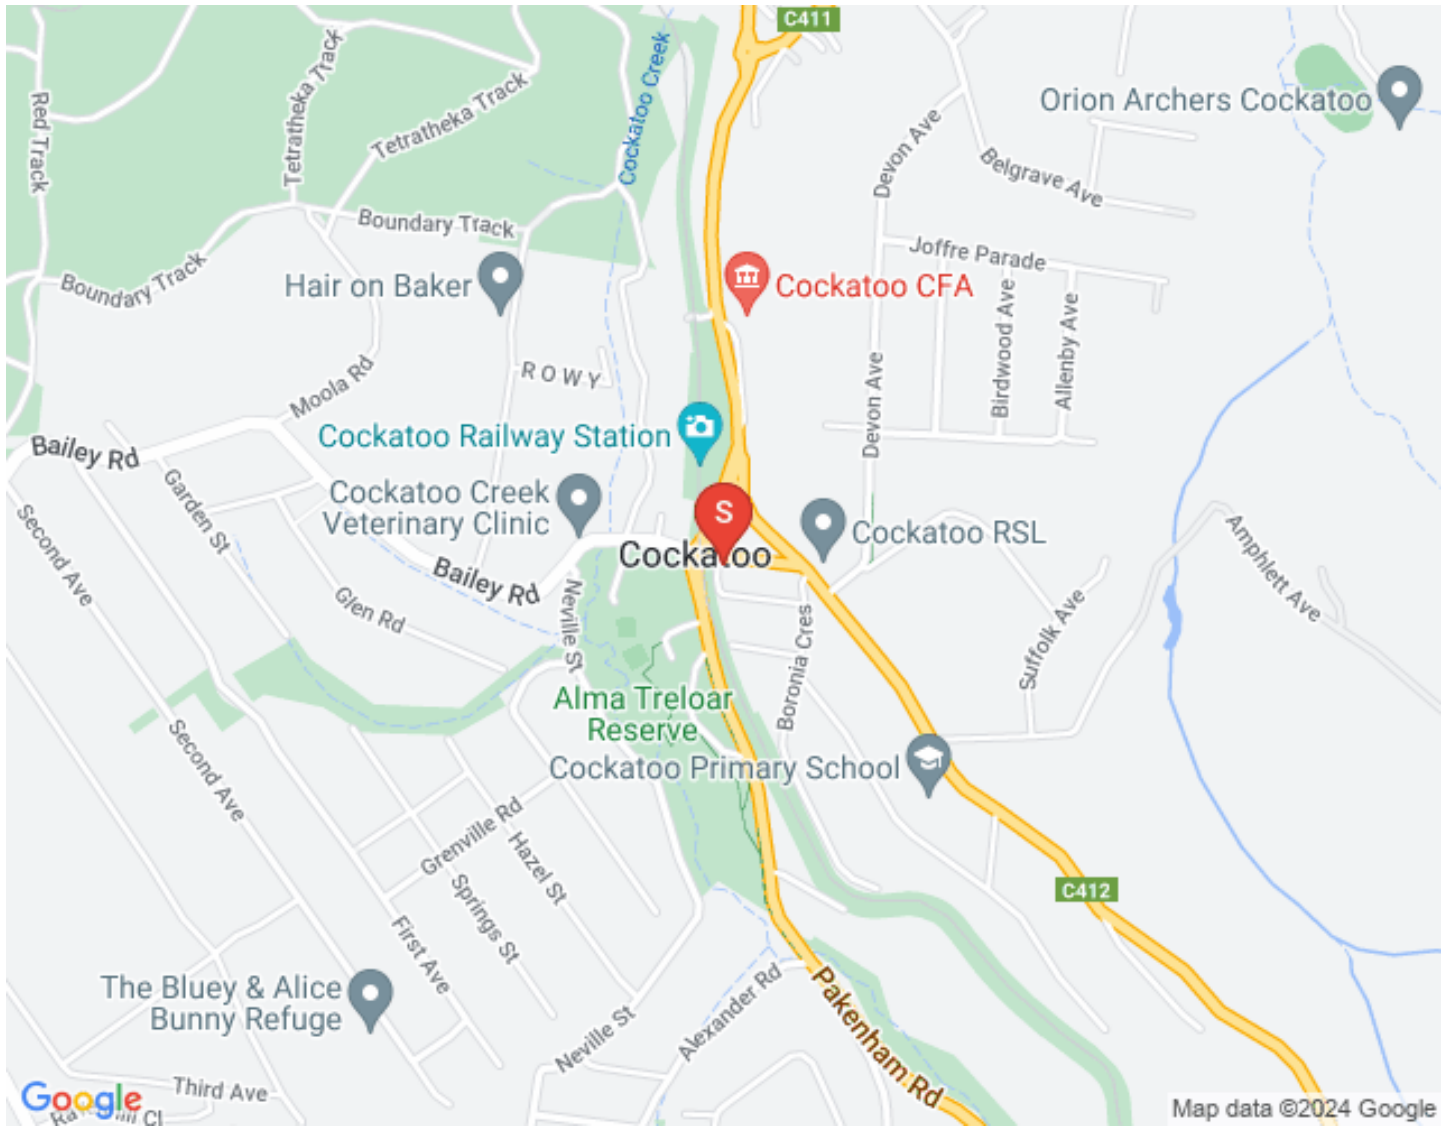 C411
Cockatoo Creek
Orion Archers Cockatoo
Red Track
Tetratheka Track
Tetratheka Track
Devon Ave
Belgrave Ave
Boundary Track
Joffre Parade
Boundary Track
Hair on Baker
Cockatoo CFA
Birdwood Ave
Allenby Ave
R O W Y
Moola Rd
Devon Ave
Cockatoo Railway Station
Bailey Rd
Garden St
Cockatoo Creek
Veterinary Clinic
S
Cockatoo RSL
Second Ave
Cockatoo
Amphlett Ave
Bailey Rd
Glen Rd
Neville St
Suffolk Ave
Boronia Cres
Alma Treloar
Reserve
Second Ave
Cockatoo Primary School
Grenville Rd
Hazel St
C412
Springs St
First Ave
The Bluey & Alice
Bunny Refuge
Alexander Rd
Pakenham Rd
Neville St
Third Ave
Google
Cl
Map data ©2024 Google